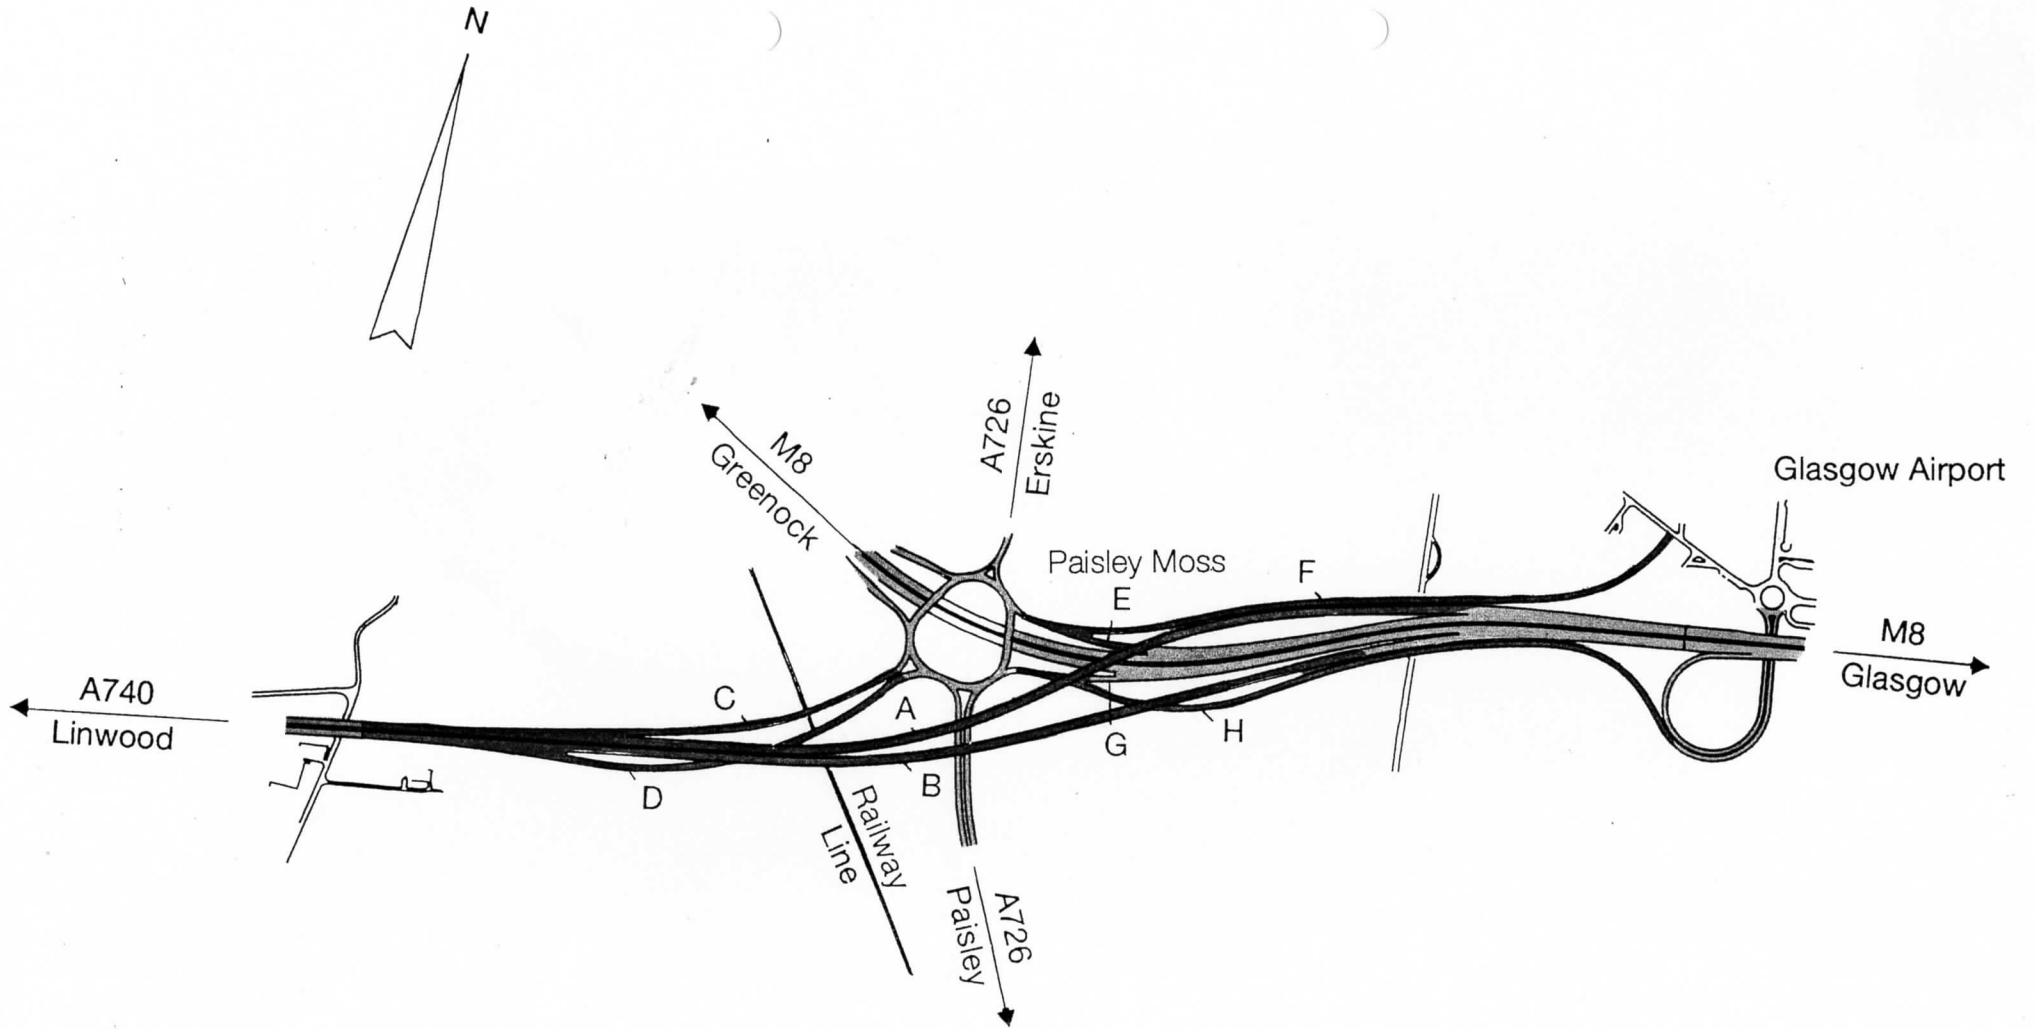 N
A726
Erskine
M8
Greenock
Glasgow Airport
Paisley Moss
E
F
M8
Glasgow
A740
Linwood
C
A
H
G
B
D
Railway
Line
A726
Paisley